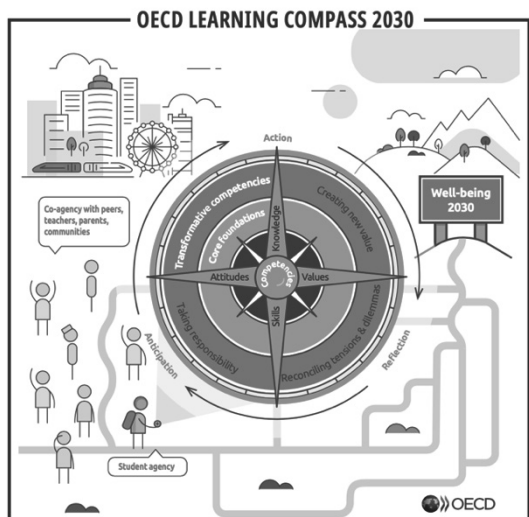 OECD LEARNING COMPASS 2030
Action
Co-agency with peers,
teachers, parents,
communities
Transformative competencies
Core foundations
Creating new value
Well-being
2030
Knowledge
Attitudes
Competencies
Values
Skills
Taking responsibility
Reconciling tensions & dilemmas
Anticipation
Reflection
Student agency
OECD